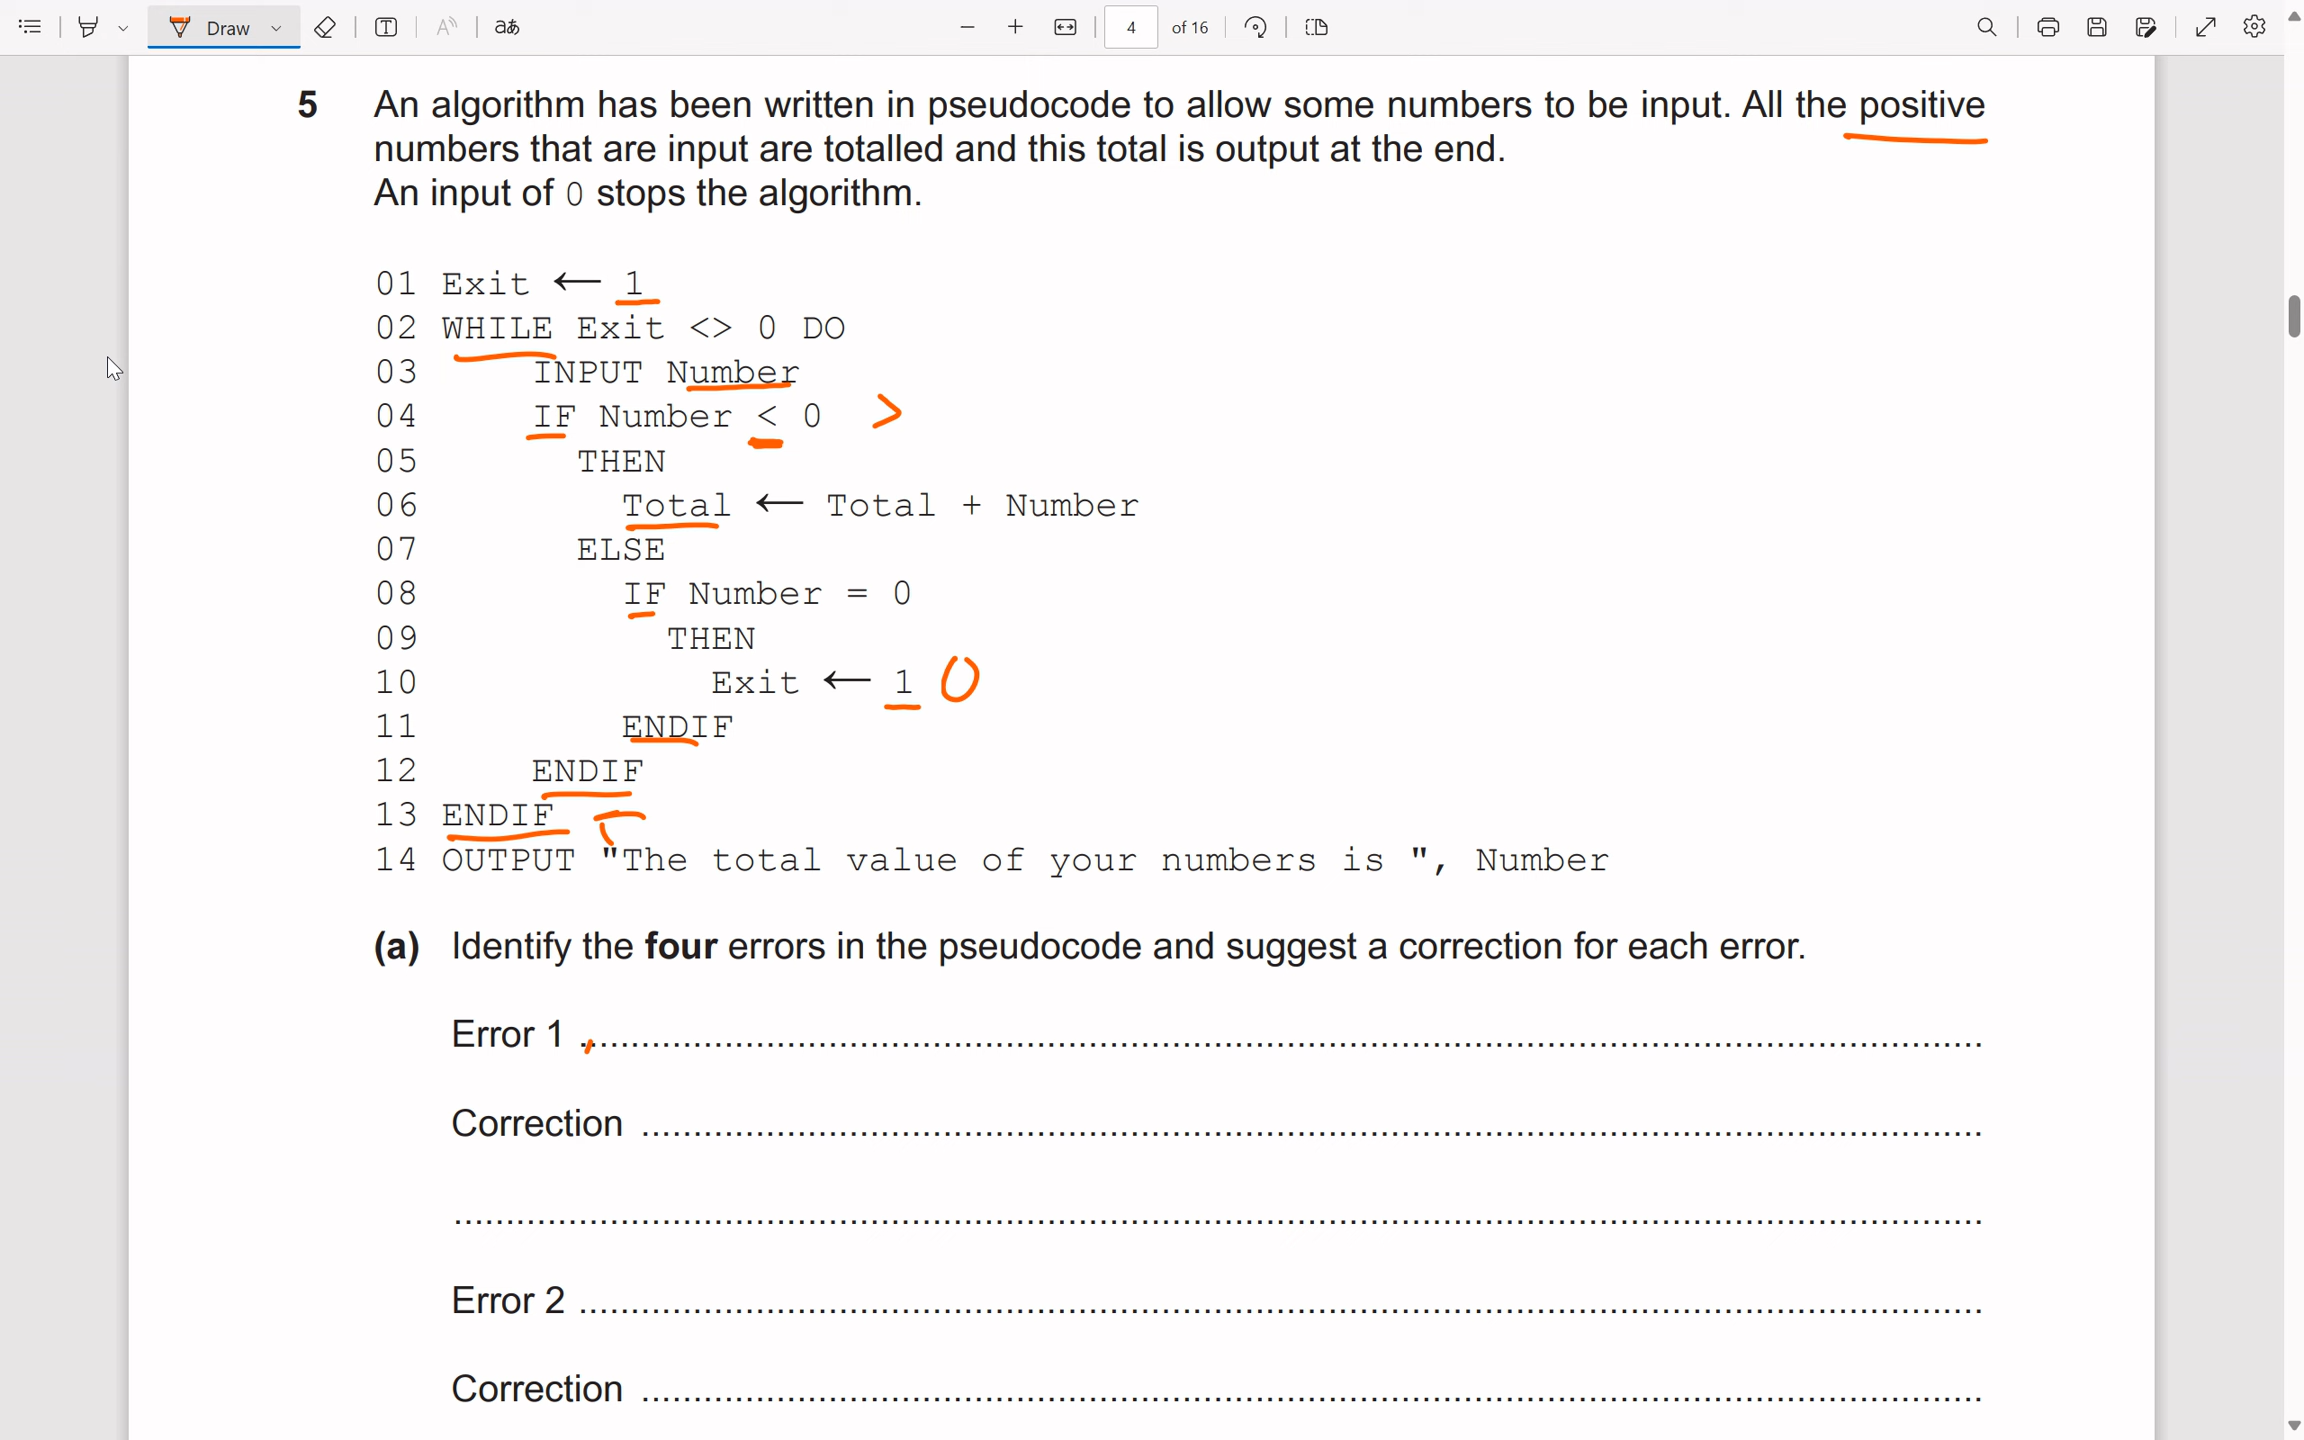 Draw aあ 4 of 16
5 An algorithm has been written in pseudocode to allow some numbers to be input. All the positive
numbers that are input are totalled and this total is output at the end.
An input of 0 stops the algorithm.
01 Exit ← 1
02 WHILE Exit <> 0 DO
03 INPUT Number
04 IF Number < 0 >
05 THEN
06 Total ← Total + Number
07 ELSE
08 IF Number = 0
09 THEN
10 Exit ← 1 0
11 ENDIF
12 ENDIF
13 ENDIF
14 OUTPUT "The total value of your numbers is ", Number
(a) Identify the four errors in the pseudocode and suggest a correction for each error.
Error 1
Correction
Error 2
Correction